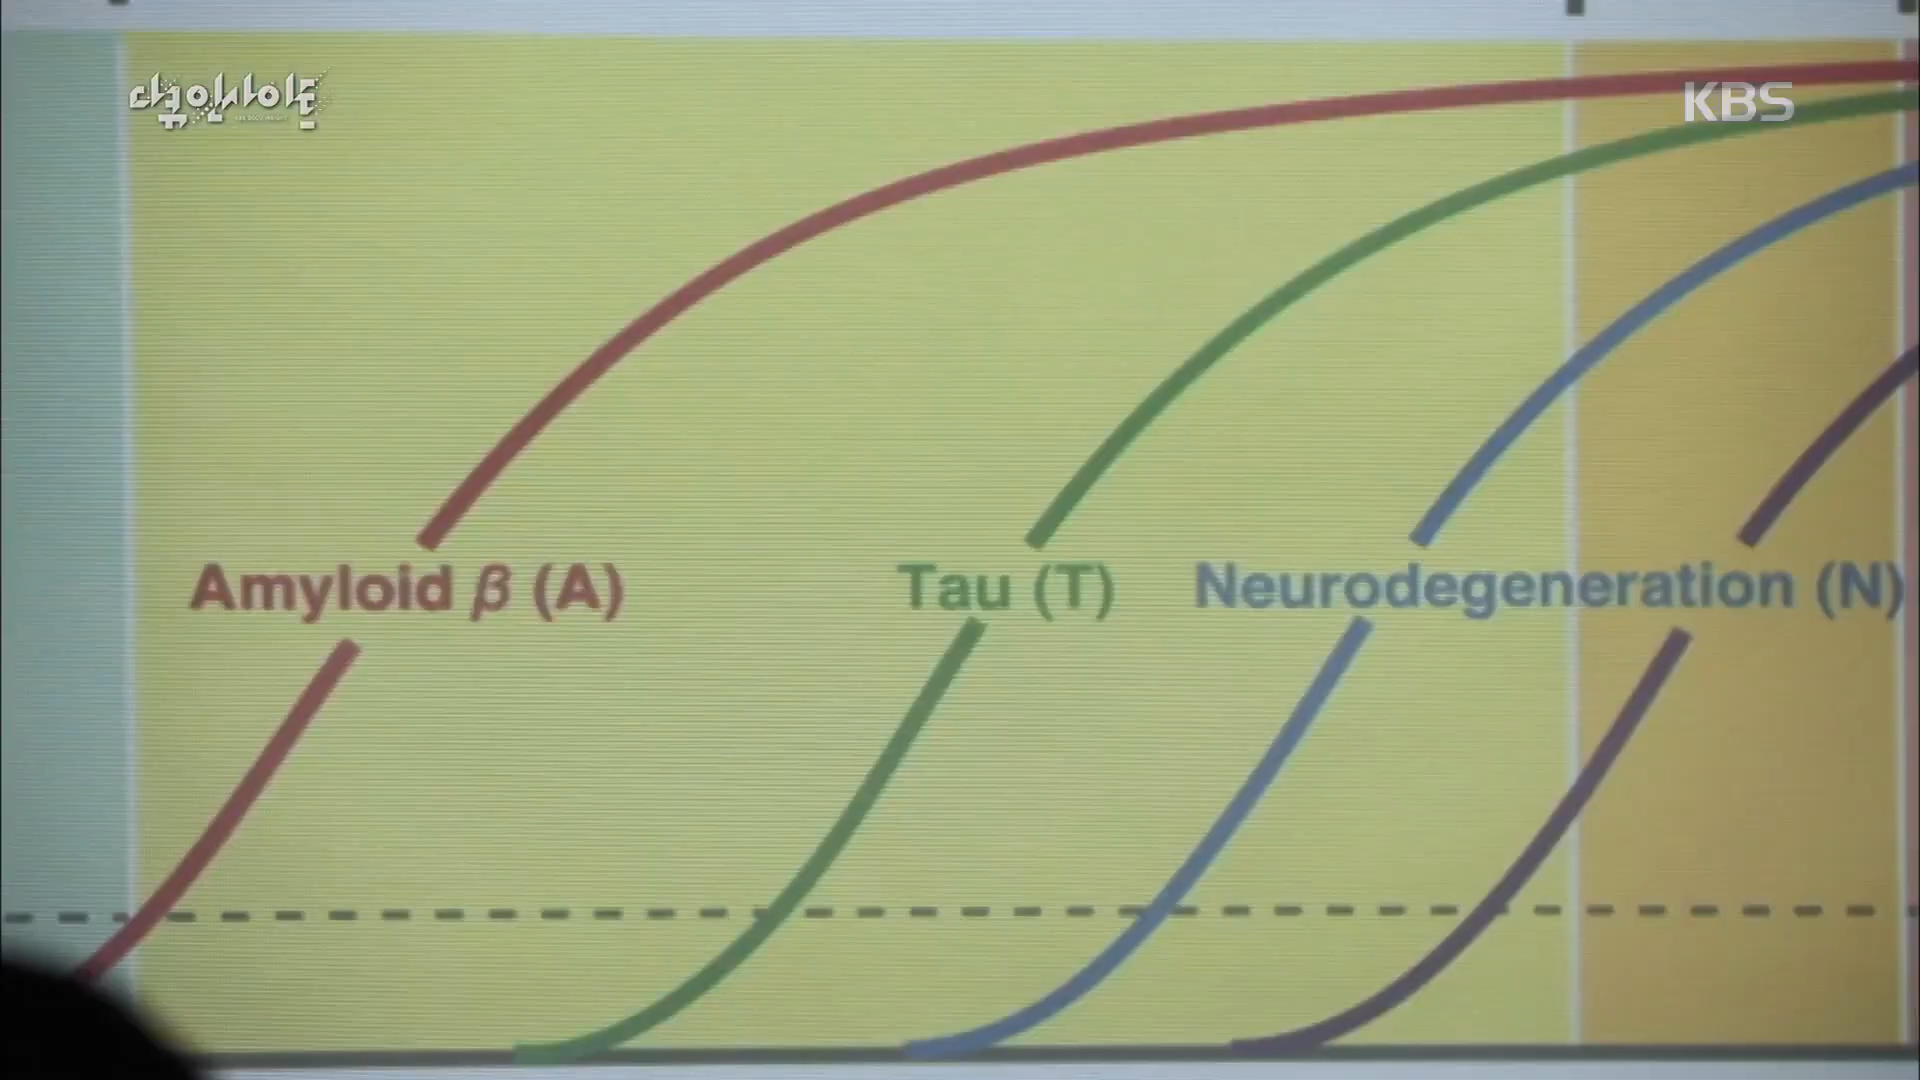 다큐인사이트
KBS
Amyloid β (A)
Tau (T)
Neurodegeneration (N)